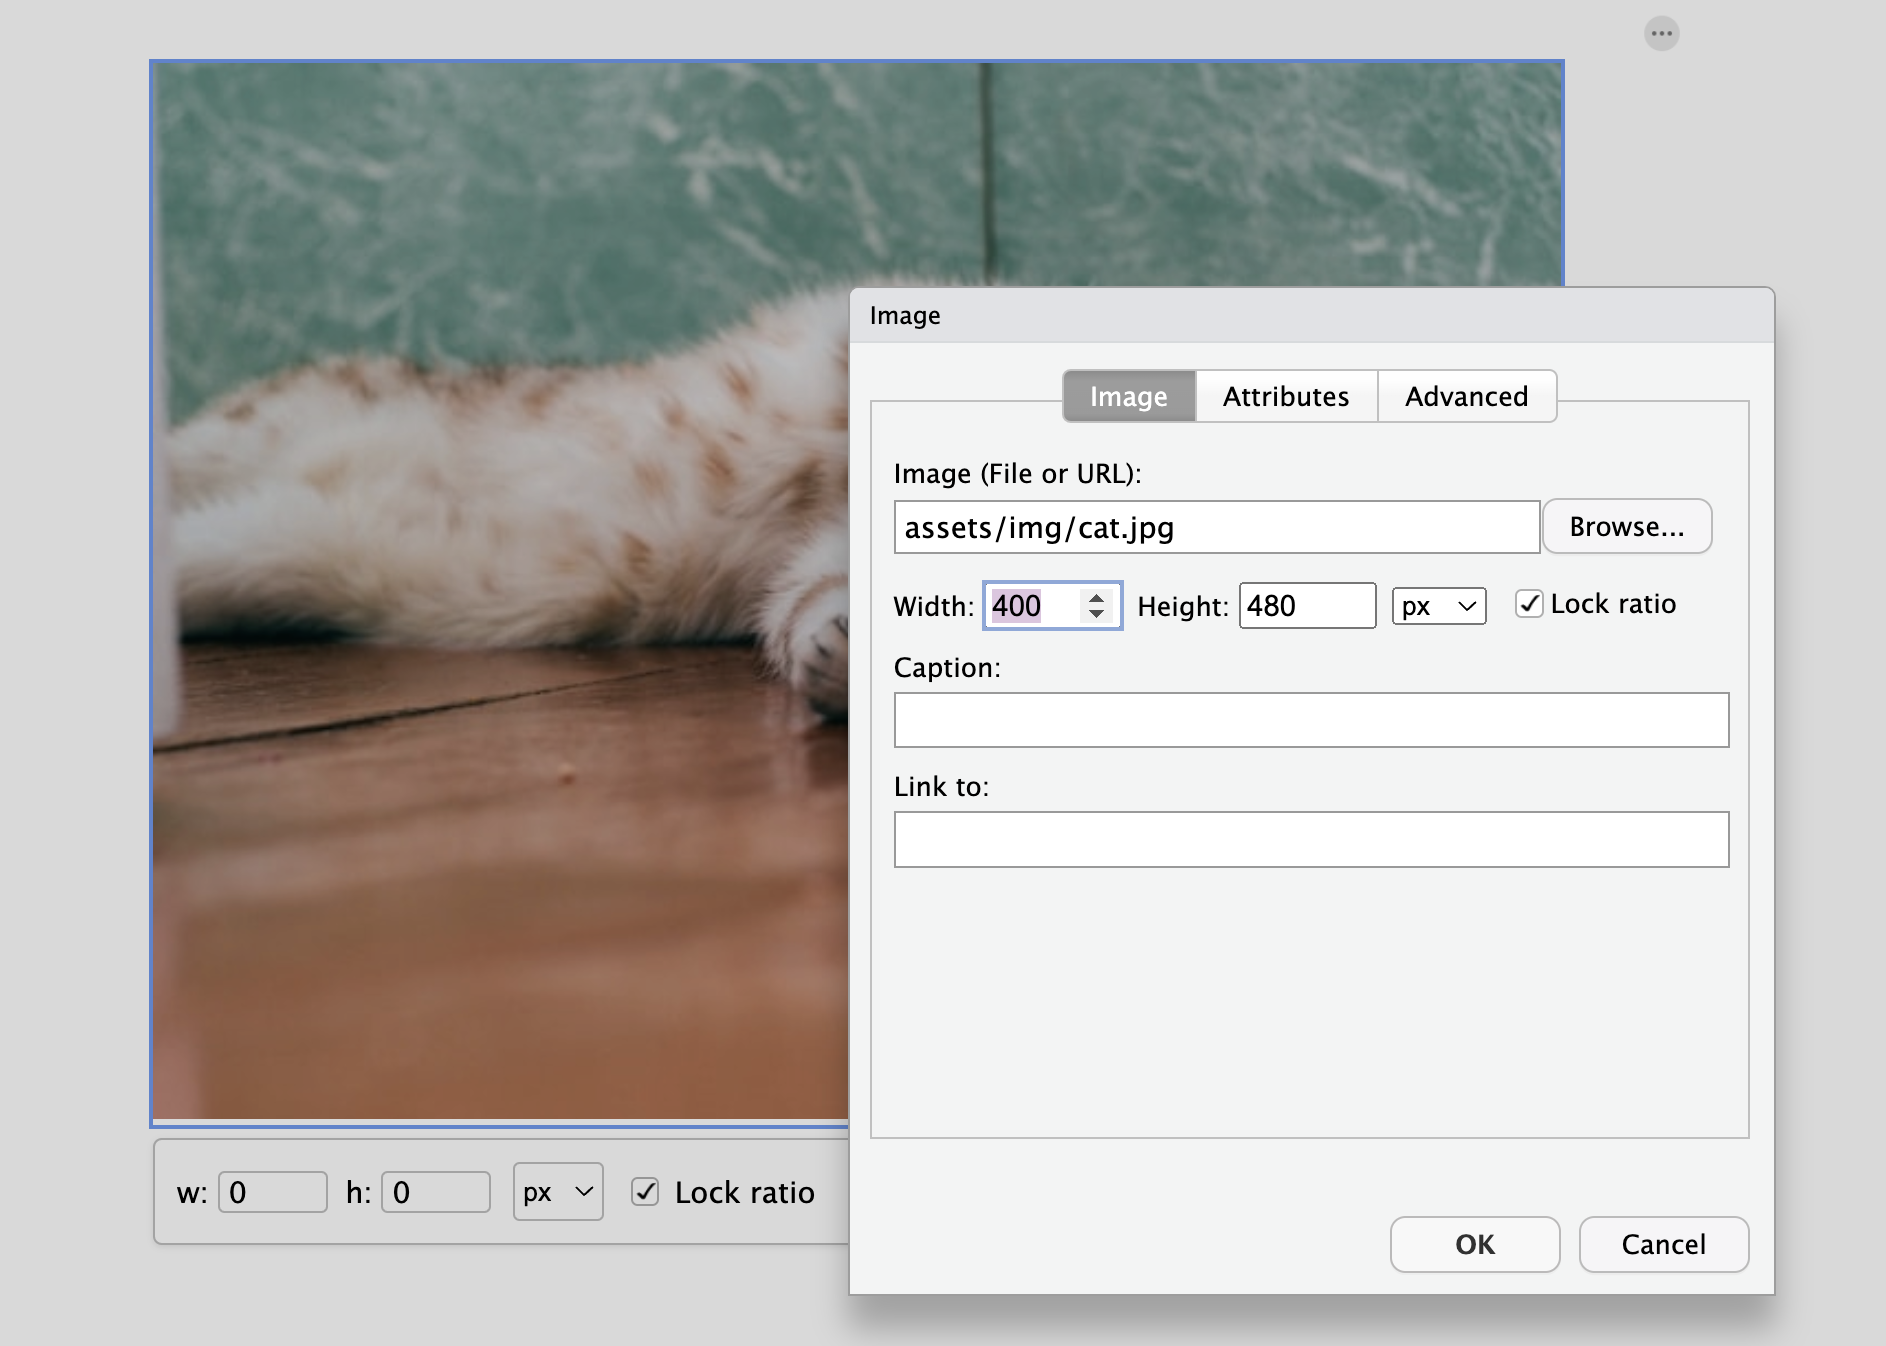 Image
Image Attributes Advanced
Image (File or URL):
assets/img/cat.jpg Browse...
Width: 400 Height: 480 px Lock ratio
Caption:
Link to:
w: 0 h: 0 px Lock ratio
OK Cancel